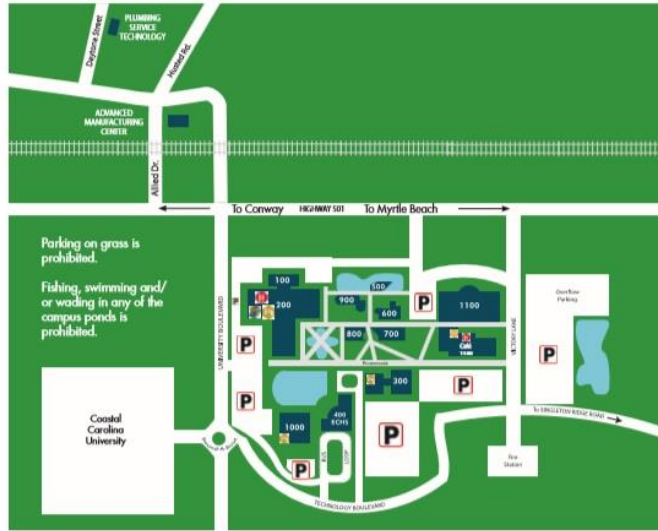 PLUMBING
SERVICE
TECHNOLOGY
Daytona Street
Husted Rd.
ADVANCED
MANUFACTURING
CENTER
Allied Dr.
To Conway
HIGHWAY 501
To Myrtle Beach
Parking on grass is
prohibited.
Fishing, swimming and/
or wading in any of the
campus ponds is
prohibited.
UNIVERSITY BOULEVARD
100
200
500
900
600
P
1100
Overflow
Parking
VICTORY LANE
P
800
700
P
Promenade
300
P
P
400
ECHS
1000
P
P
BUS
LOOP
Coastal
Carolina
University
TECHNOLOGY BOULEVARD
To SINGLETON RIDGE ROAD
Fire
Station